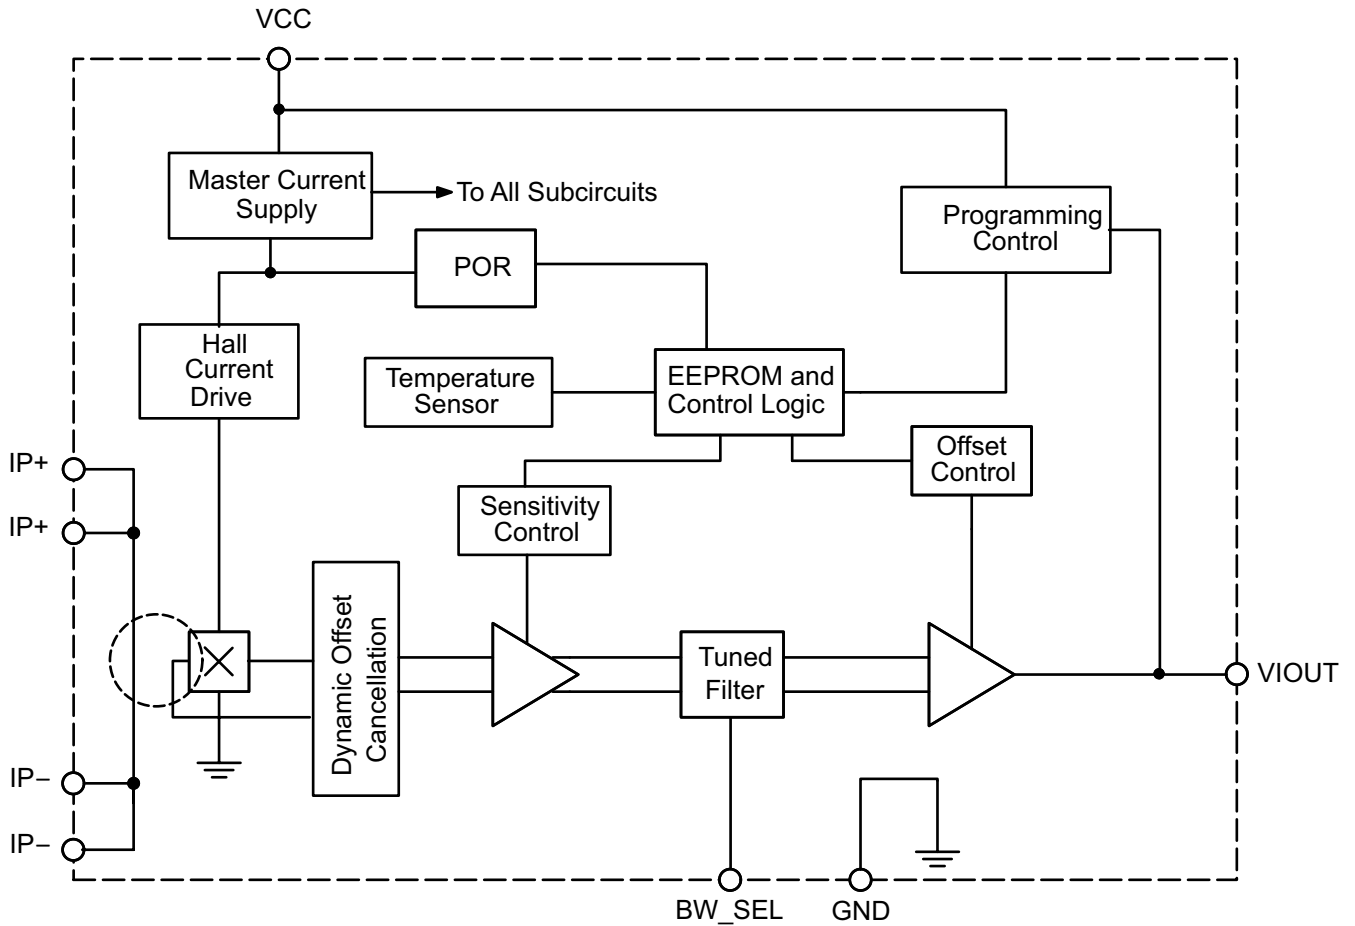 VCC
Master Current
Supply
To All Subcircuits
Programming
Control
POR
Hall
Current
Drive
Temperature
Sensor
EEPROM and
Control Logic
Offset
Control
IP+
IP+
Sensitivity
Control
Dynamic Offset
Cancellation
Tuned
Filter
VIOUT
IP−
IP−
BW_SEL
GND